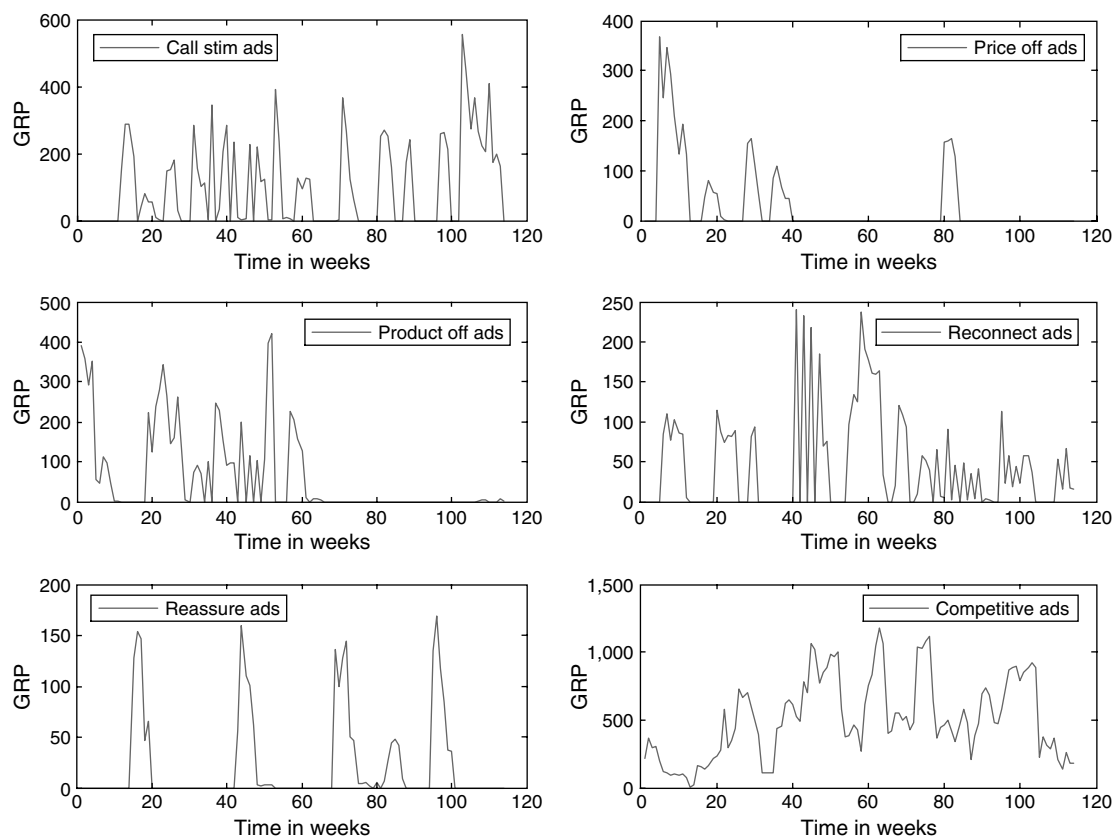 600
400
200
0
GRP
Call stim ads
0 20 40 60 80 100 120
Time in weeks
400
300
200
100
0
GRP
Price off ads
0 20 40 60 80 100 120
Time in weeks
500
400
300
200
100
0
GRP
Product off ads
0 20 40 60 80 100 120
Time in weeks
250
200
150
100
50
0
GRP
Reconnect ads
0 20 40 60 80 100 120
Time in weeks
200
150
100
50
0
GRP
Reassure ads
0 20 40 60 80 100 120
Time in weeks
1,500
1,000
500
0
GRP
Competitive ads
0 20 40 60 80 100 120
Time in weeks